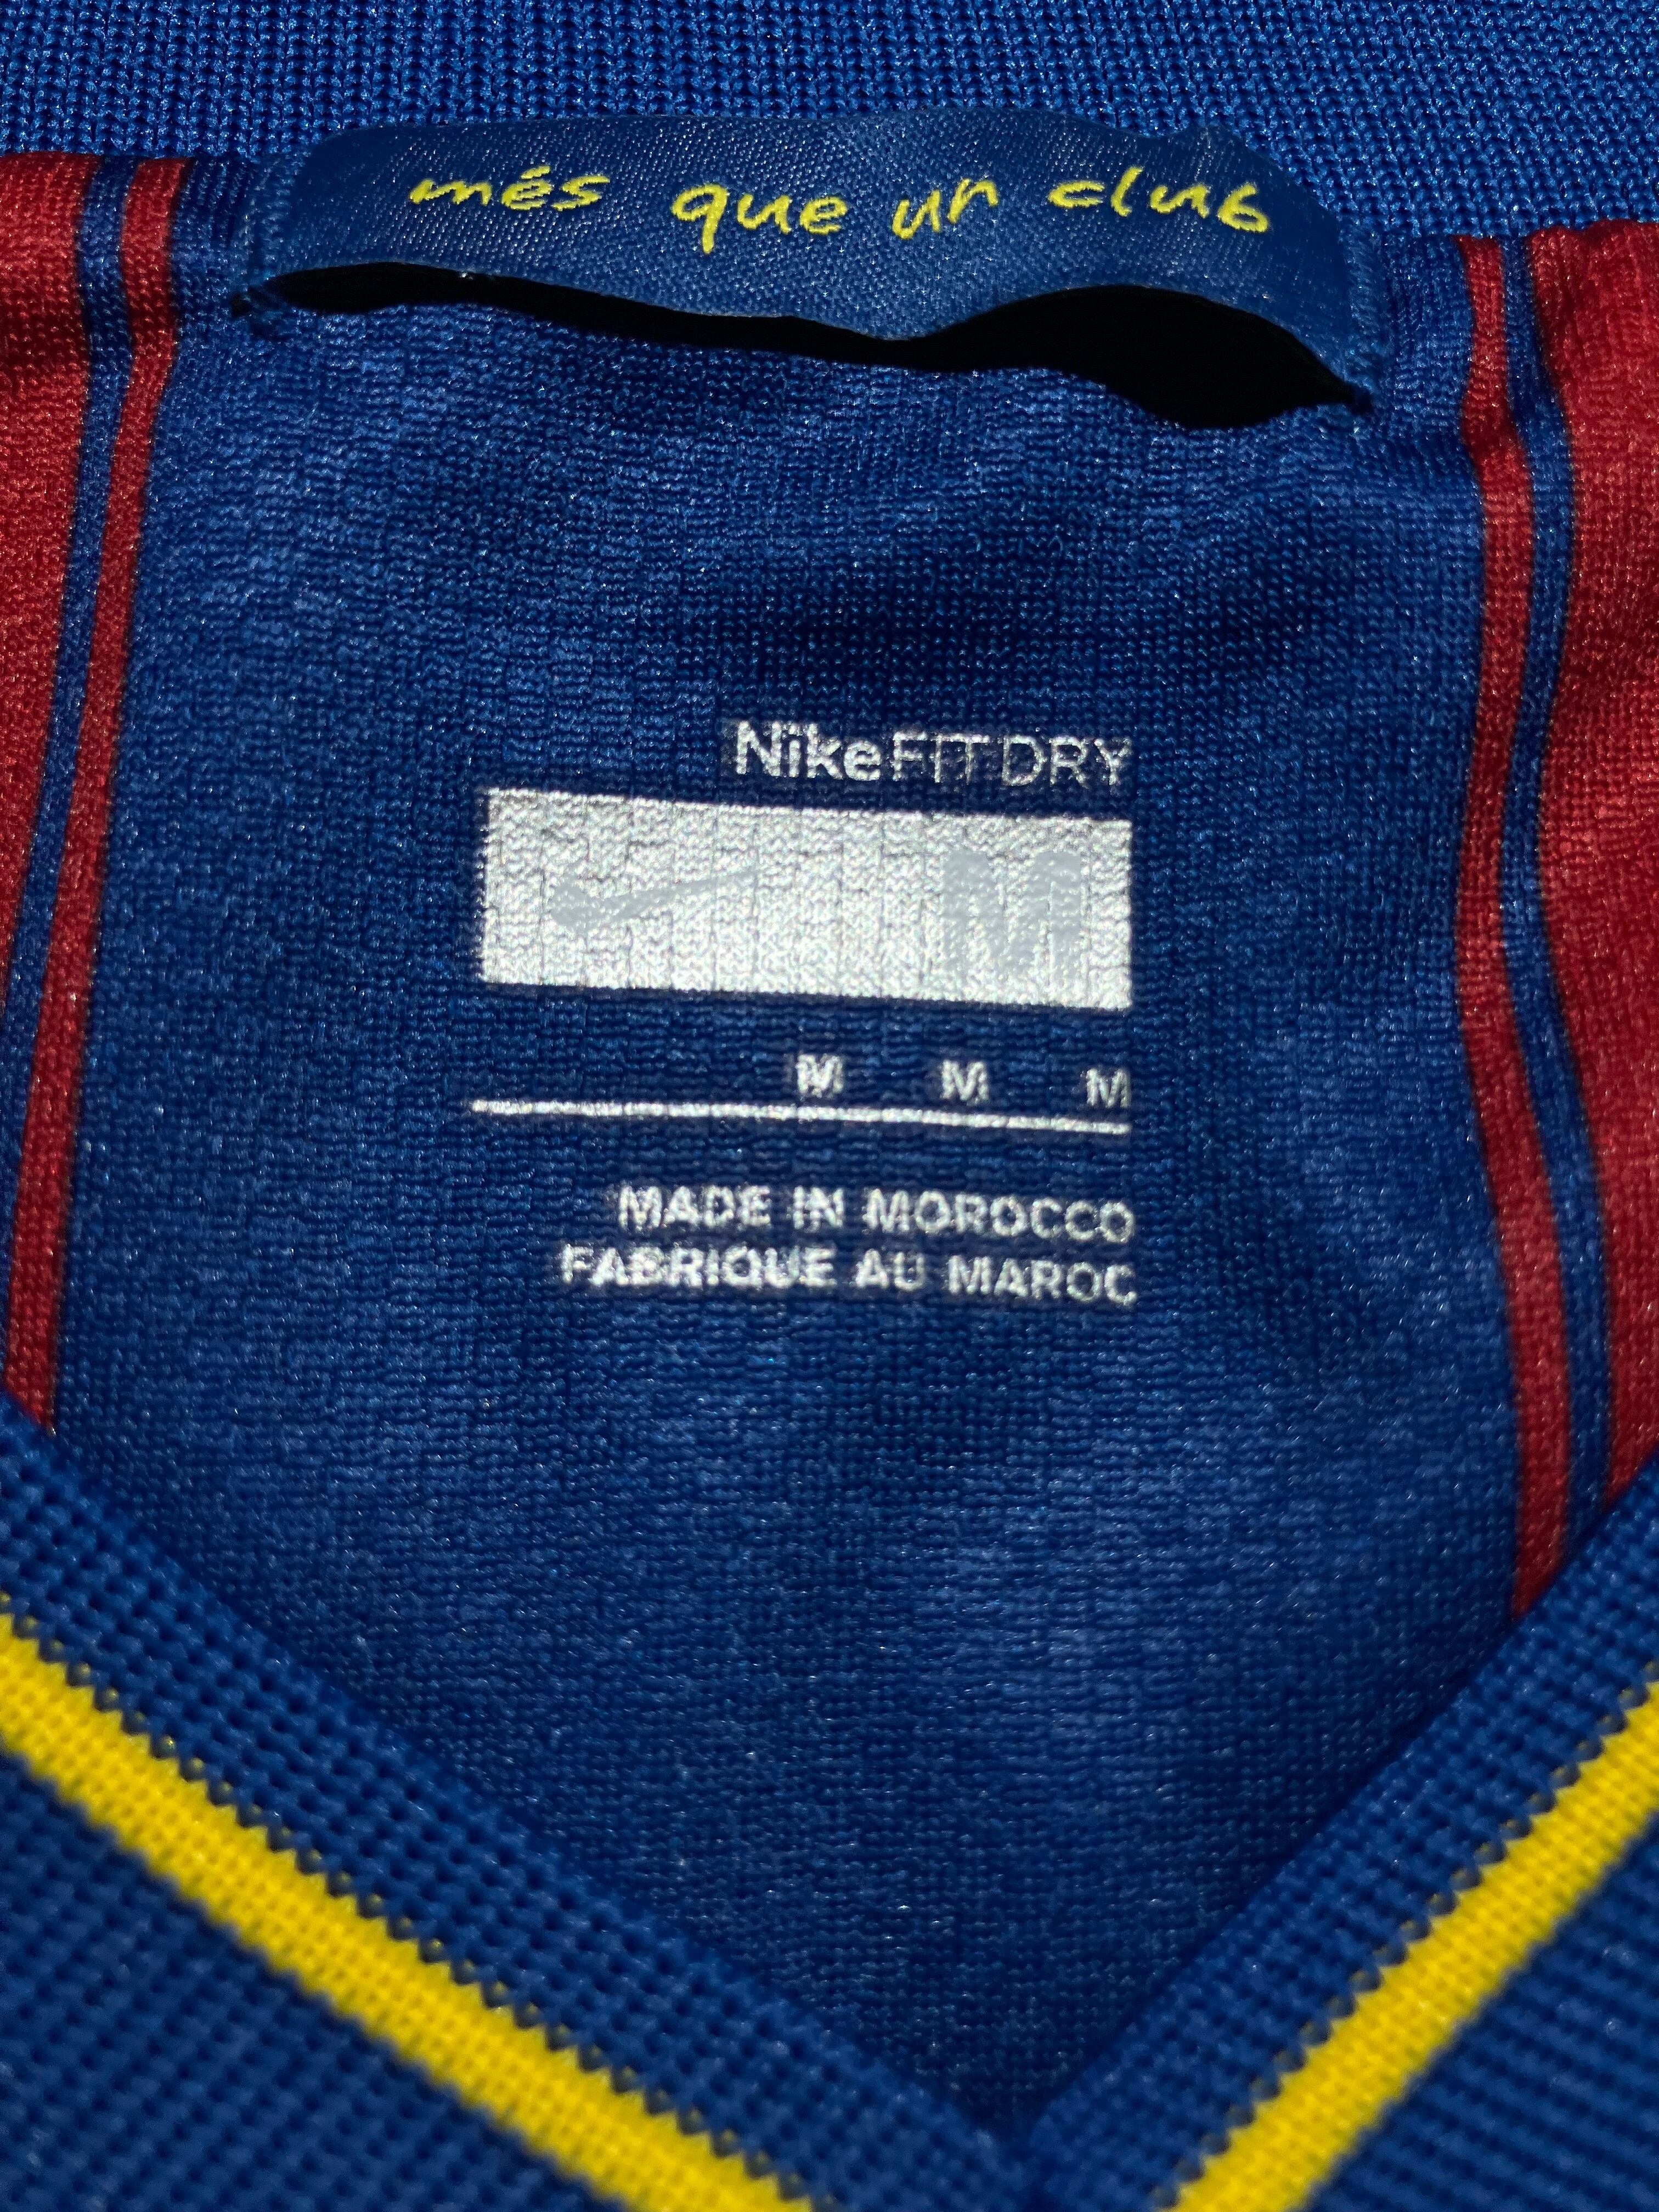 més que un club
NikeFIT DRY
M
M M M
MADE IN MOROCCO
FABRIQUE AU MAROC